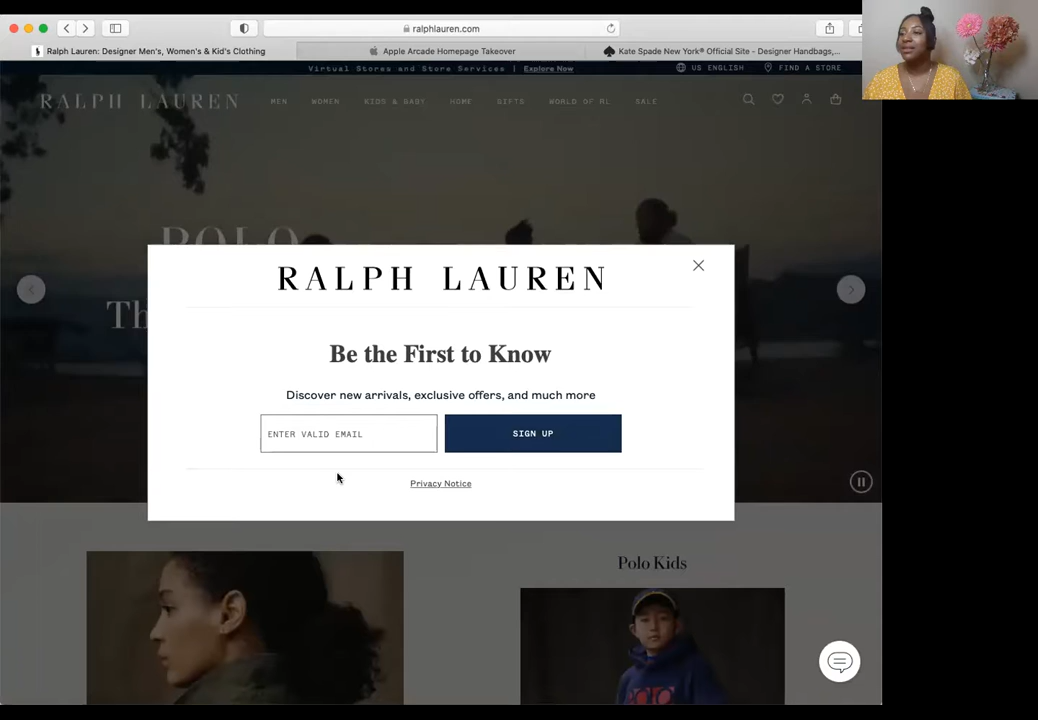 ralphlauren.com
Ralph Lauren: Designer Men's, Women's & Kid's Clothing
Apple Arcade Homepage Takeover
Kate Spade New York® Official Site - Designer Handbags,...
Virtual Stores and Store Services | Explore Now
US ENGLISH
FIND A STORE
RALPH LAUREN
MEN
WOMEN
KIDS & BABY
HOME
GIFTS
WORLD OF RL
SALE
POLO
Th
RALPH LAUREN
Be the First to Know
Discover new arrivals, exclusive offers, and much more
ENTER VALID EMAIL
SIGN UP
Privacy Notice
Polo Kids
POLO